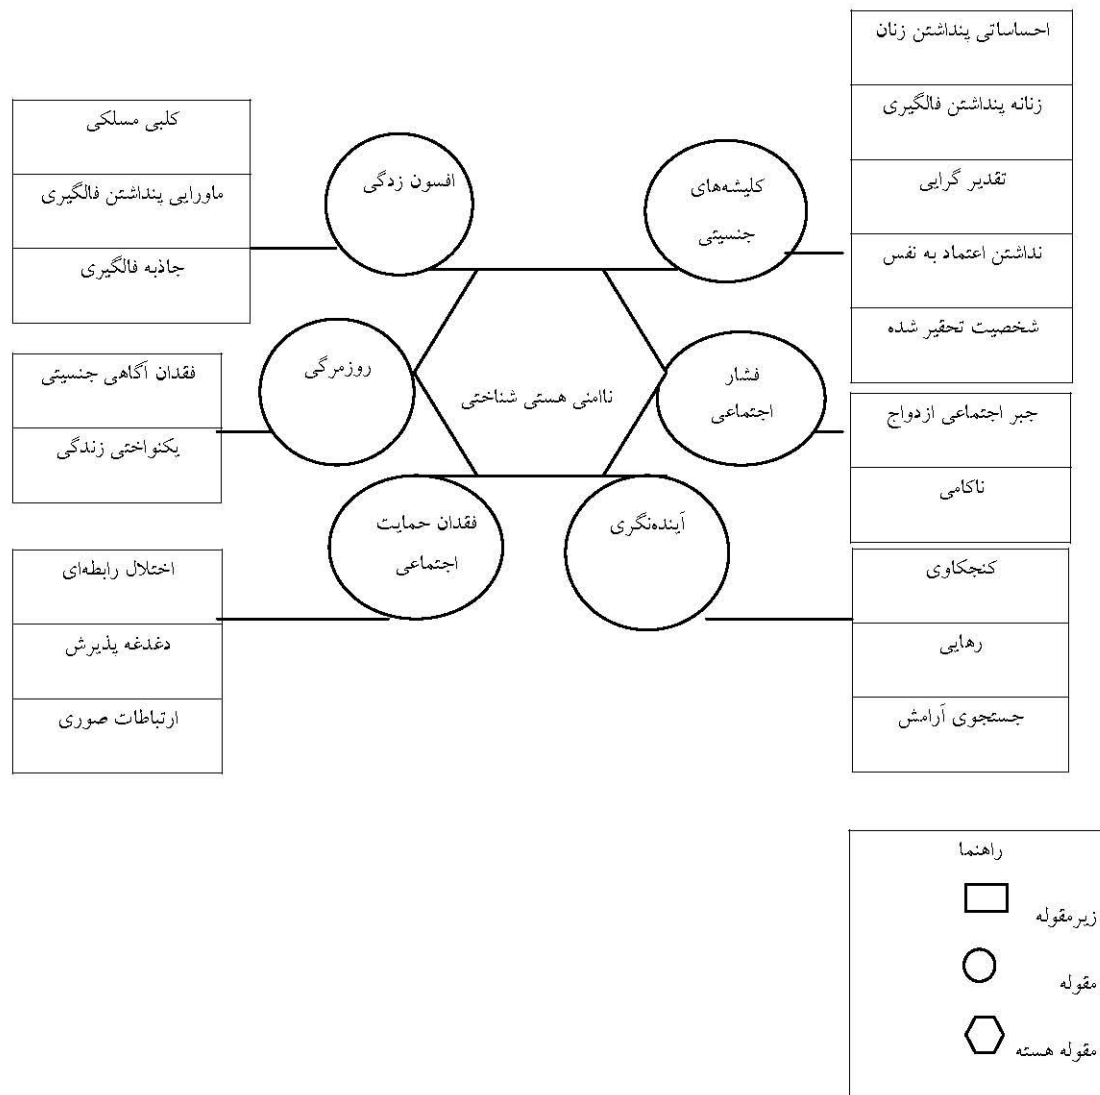 احساساتی پنداشتن زنان
زنانه پنداشتن فالگیری
تقدیر گرایی
نداشتن اعتماد به نفس
شخصیت تحقیر شده
کلیشه‌های
جنسیتی
افسون زدگی
کلبی مسلکی
ماورایی پنداشتن فالگیری
جاذبه فالگیری
جبر اجتماعی ازدواج
ناکامی
فشار
اجتماعی
ناامنی هستی شناختی
روزمرگی
فقدان آگاهی جنسیتی
یکنواختی زندگی
کنجکاوی
رهایی
جستجوی آرامش
آینده‌نگری
فقدان حمایت
اجتماعی
اختلال رابطه‌ای
دغدغه پذیرش
ارتباطات صوری
راهنما
زیرمقوله
مقوله
مقوله هسته